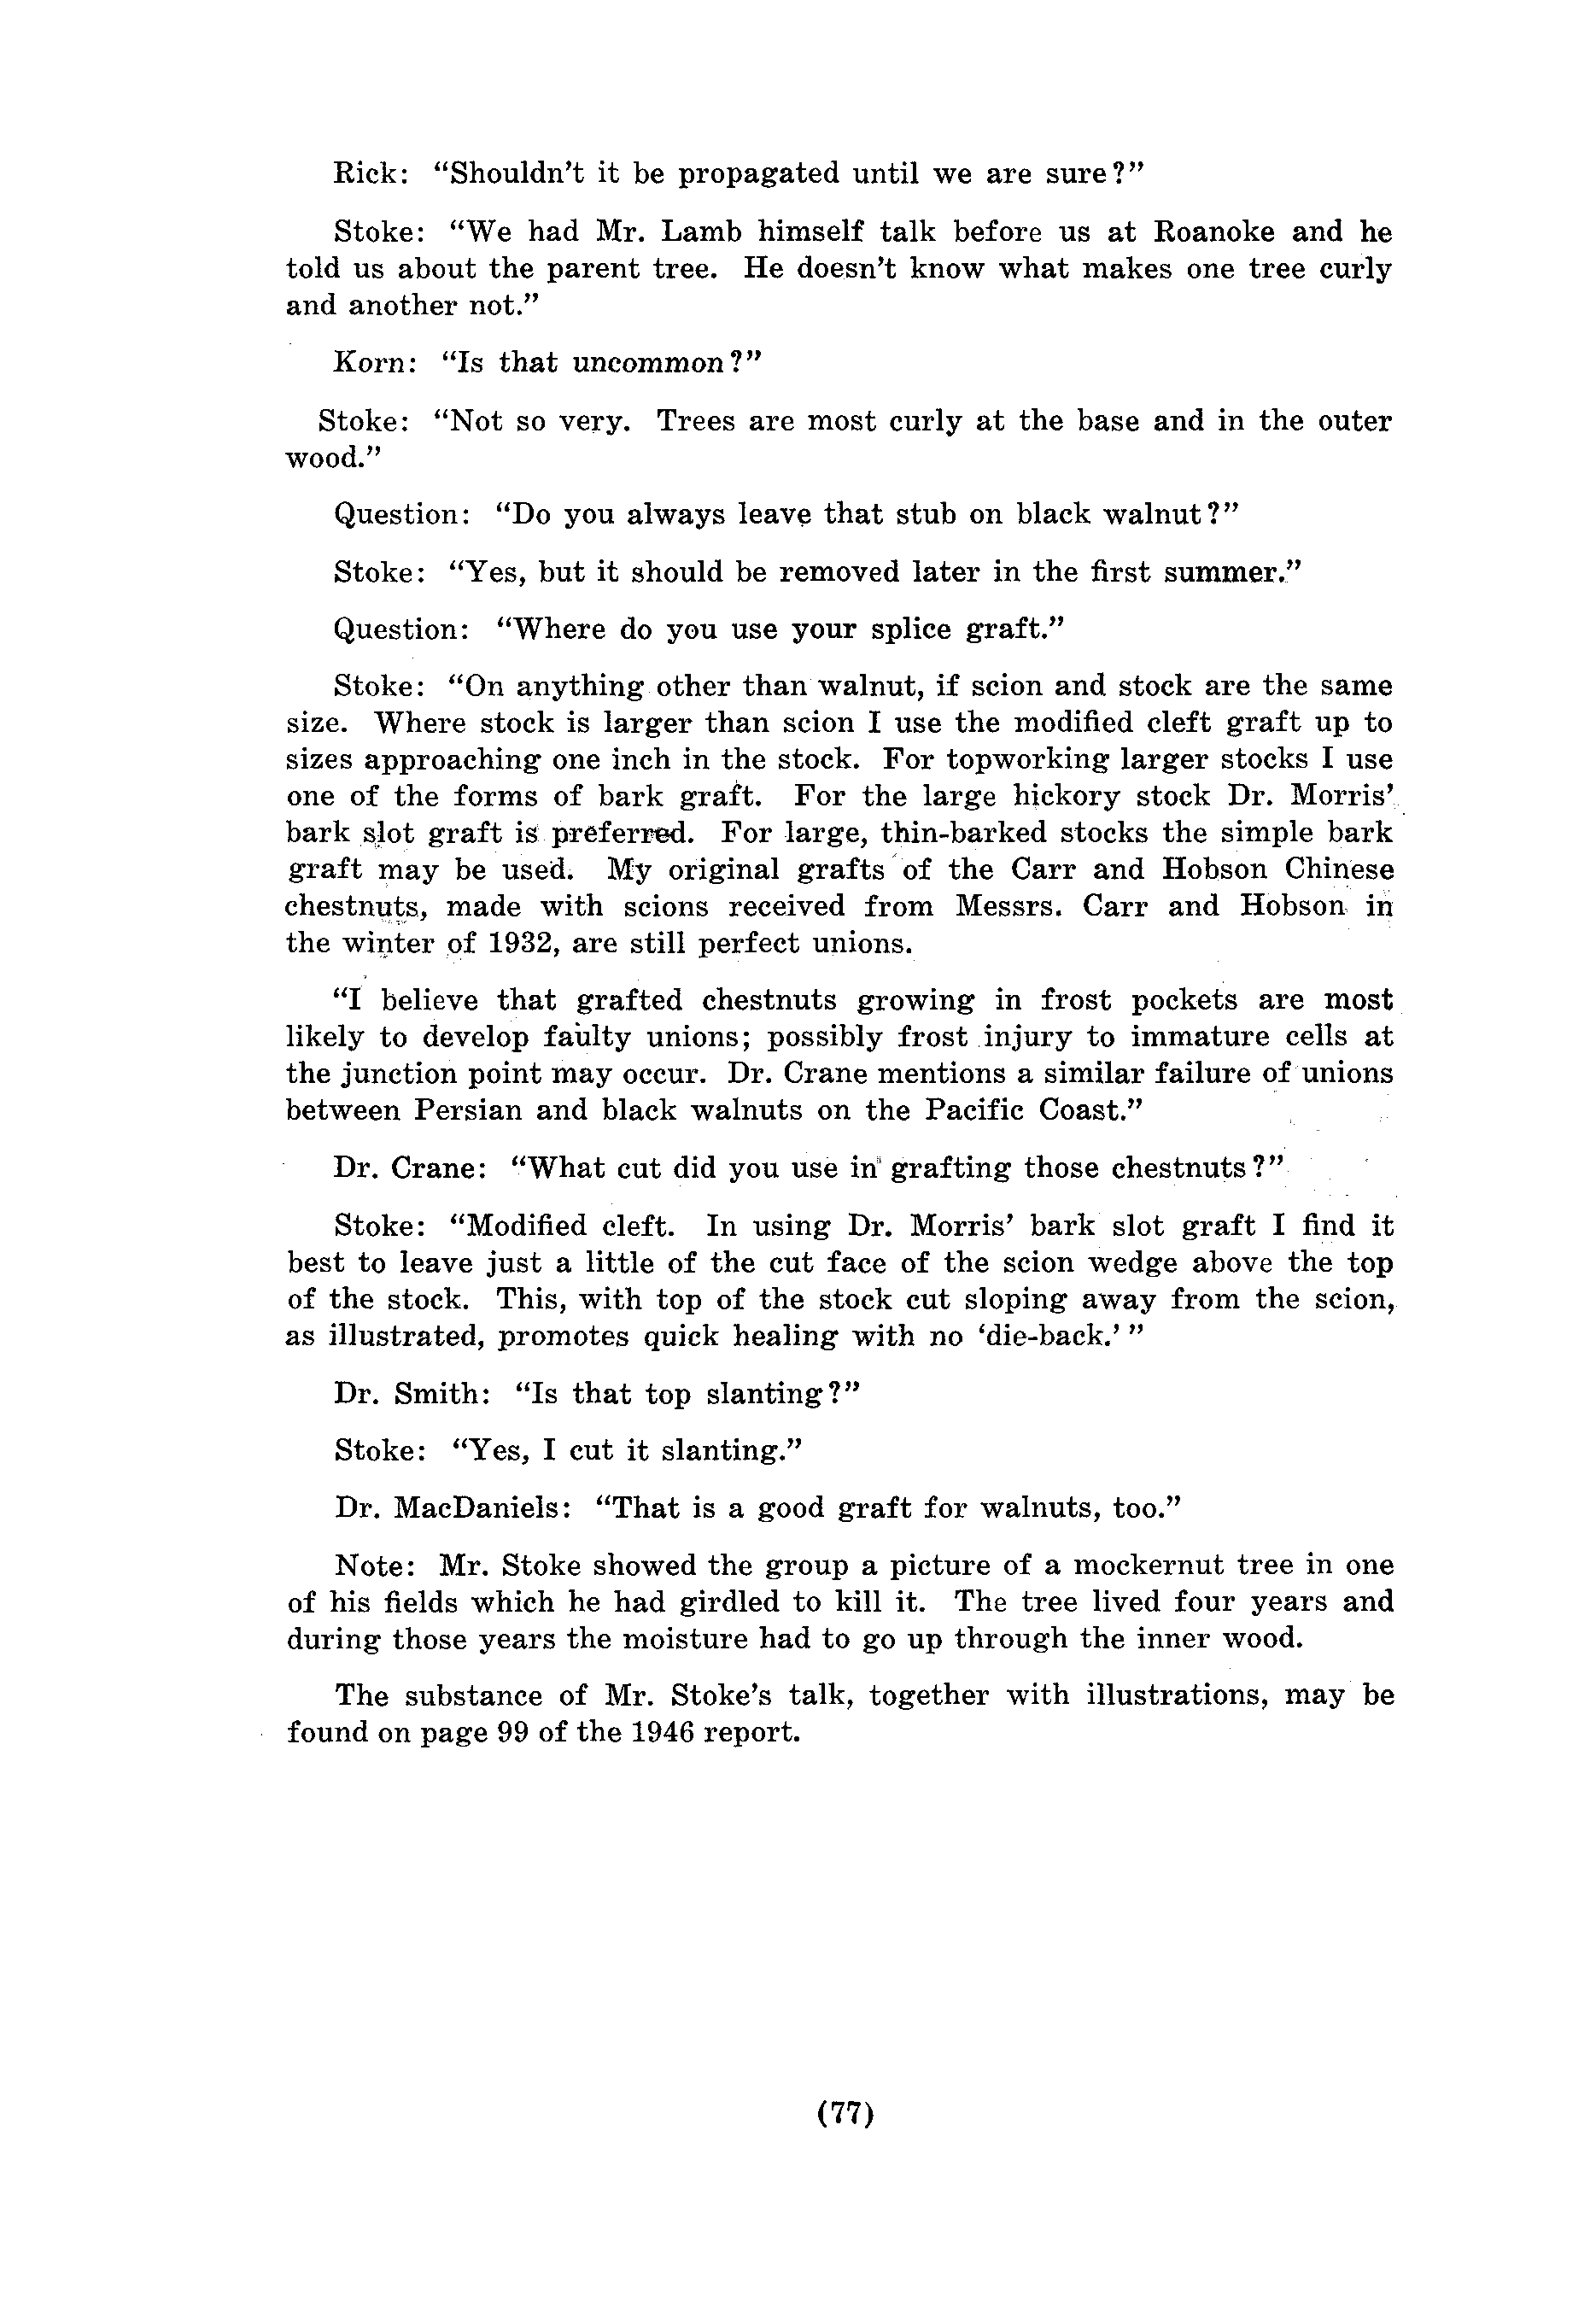 Rick: “Shouldn’t it be propagated until we are sure?”
Stoke: “We had Mr. Lamb himself talk before us at Roanoke and he
told us about the parent tree. He doesn’t know what makes one tree curly
and another not.”
Korn: “Is that uncommon?”
Stoke: “Not so very. Trees are most curly at the base and in the outer
wood.”
Question: “Do you always leave that stub on black walnut?”
Stoke: “Yes, but it should be removed later in the first summer.”
Question: “Where do you use your splice graft.”
Stoke: “On anything other than walnut, if scion and stock are the same
size. Where stock is larger than scion I use the modified cleft graft up to
sizes approaching one inch in the stock. For topworking larger stocks I use
one of the forms of bark graft. For the large hickory stock Dr. Morris’
bark slot graft is preferred. For large, thin-barked stocks the simple bark
graft may be used. My original grafts of the Carr and Hobson Chinese
chestnuts, made with scions received from Messrs. Carr and Hobson in
the winter of 1932, are still perfect unions.
“I believe that grafted chestnuts growing in frost pockets are most
likely to develop faulty unions; possibly frost injury to immature cells at
the junction point may occur. Dr. Crane mentions a similar failure of unions
between Persian and black walnuts on the Pacific Coast.”
Dr. Crane: “What cut did you use in grafting those chestnuts?”
Stoke: “Modified cleft. In using Dr. Morris’ bark slot graft I find it
best to leave just a little of the cut face of the scion wedge above the top
of the stock. This, with top of the stock cut sloping away from the scion,
as illustrated, promotes quick healing with no ‘die-back.’ ”
Dr. Smith: “Is that top slanting?”
Stoke: “Yes, I cut it slanting.”
Dr. MacDaniels: “That is a good graft for walnuts, too.”
Note: Mr. Stoke showed the group a picture of a mockernut tree in one
of his fields which he had girdled to kill it. The tree lived four years and
during those years the moisture had to go up through the inner wood.
The substance of Mr. Stoke’s talk, together with illustrations, may be
found on page 99 of the 1946 report.
(77)